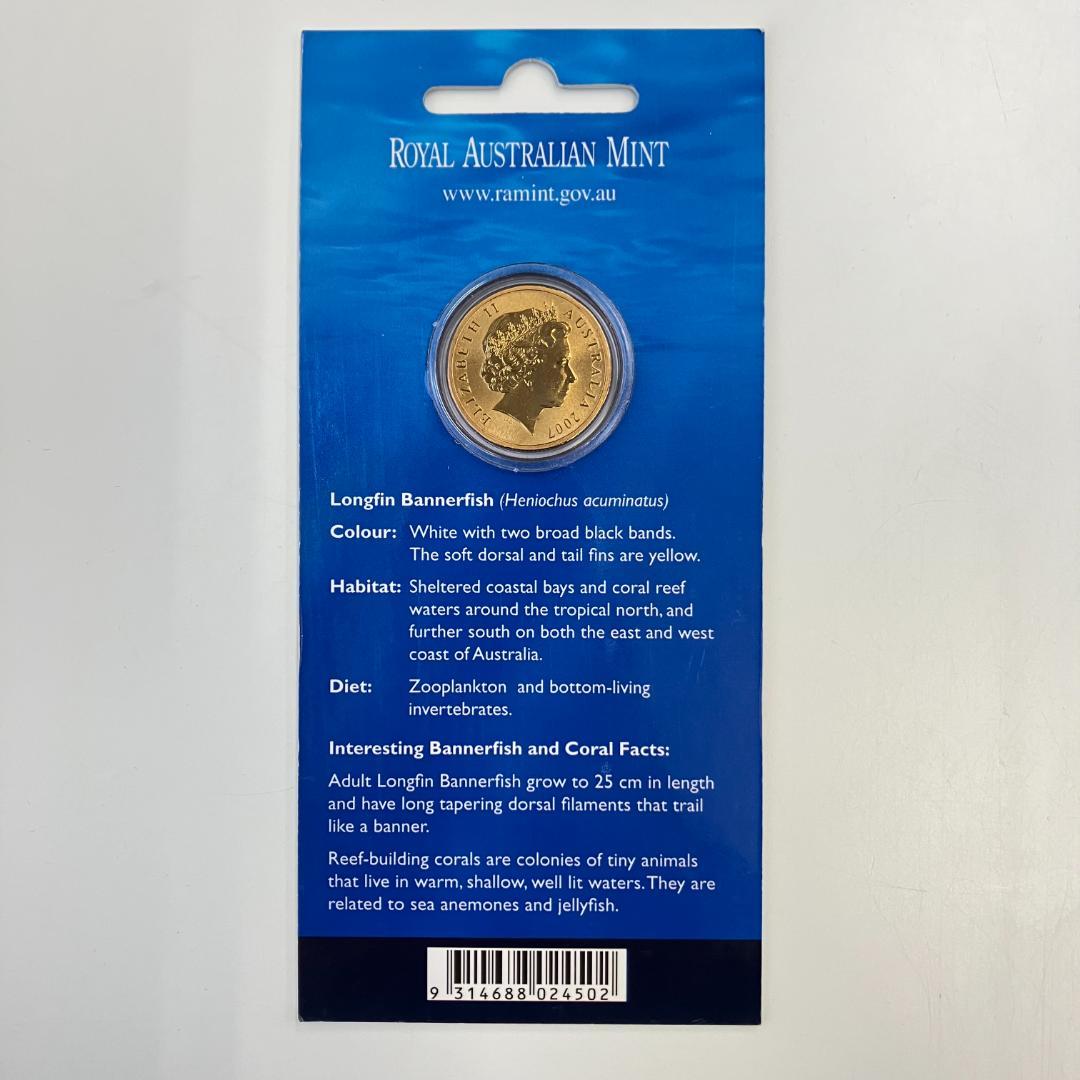 ROYAL AUSTRALIAN MINT
www.ramint.gov.au
ELIZABETH II AUSTRALIA 2007
Longfin Bannerfish (Heniochus acuminatus)
Colour: White with two broad black bands.
The soft dorsal and tail fins are yellow.
Habitat: Sheltered coastal bays and coral reef
waters around the tropical north, and
further south on both the east and west
coast of Australia.
Diet: Zooplankton and bottom-living
invertebrates.
Interesting Bannerfish and Coral Facts:
Adult Longfin Bannerfish grow to 25 cm in length
and have long tapering dorsal filaments that trail
like a banner.
Reef-building corals are colonies of tiny animals
that live in warm, shallow, well lit waters. They are
related to sea anemones and jellyfish.
9 314688 024502